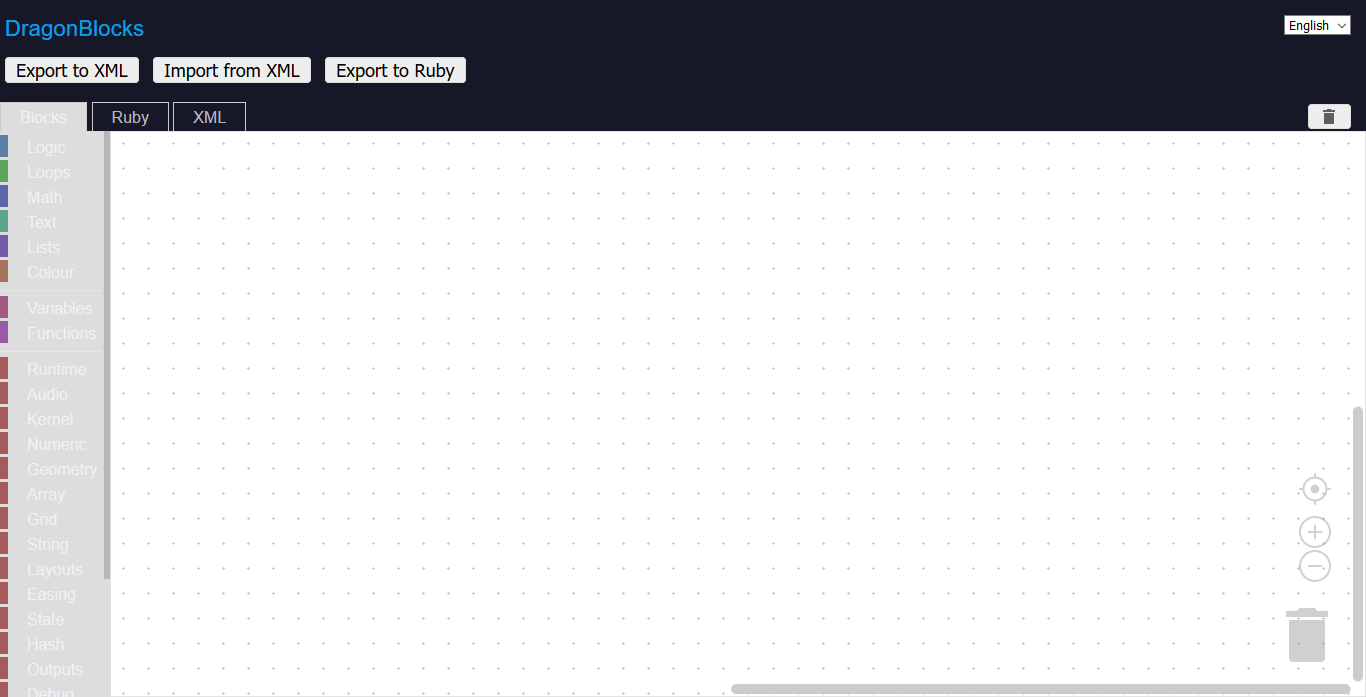 DragonBlocks
English
Export to XML
Import from XML
Export to Ruby
Blocks
Ruby
XML
Logic
Loops
Math
Text
Lists
Colour
Variables
Functions
Runtime
Audio
Kernel
Numeric
Geometry
Array
Grid
String
Layouts
Easing
State
Hash
Outputs
Debug